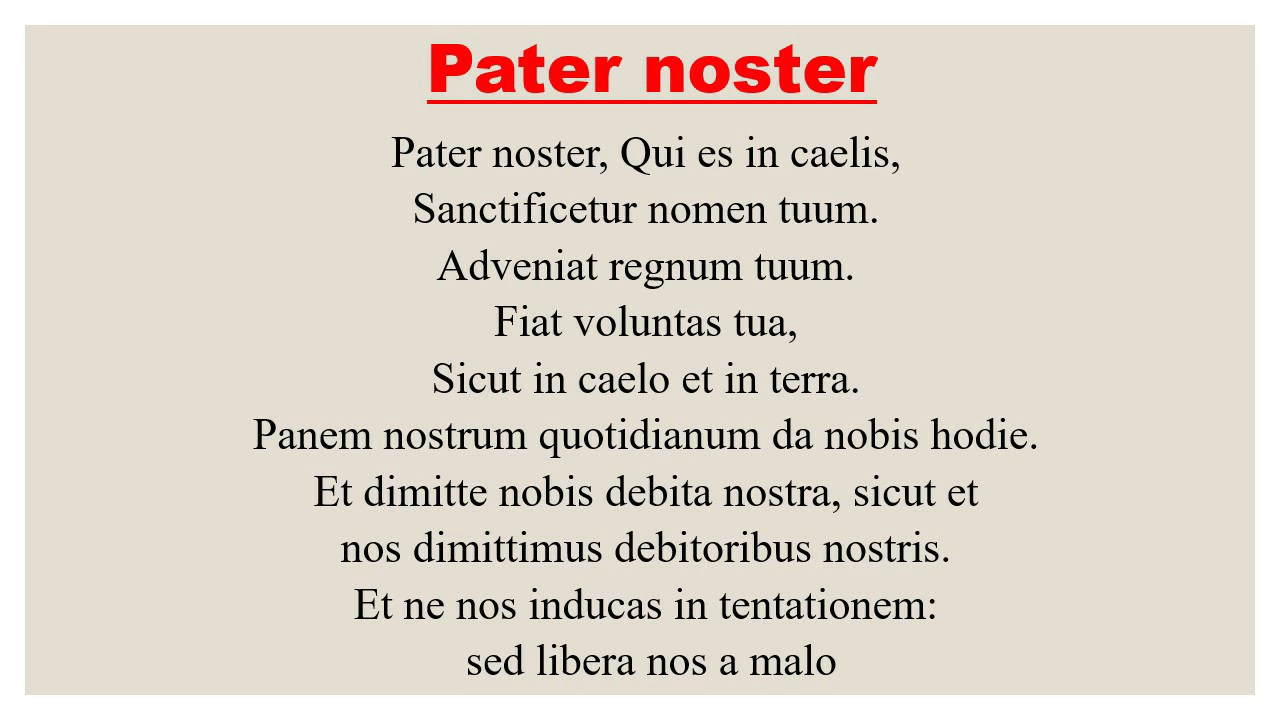 Pater noster
Pater noster, Qui es in caelis,
Sanctificetur nomen tuum.
Adveniat regnum tuum.
Fiat voluntas tua,
Sicut in caelo et in terra.
Panem nostrum quotidianum da nobis hodie.
Et dimitte nobis debita nostra, sicut et
nos dimittimus debitoribus nostris.
Et ne nos inducas in tentationem:
sed libera nos a malo